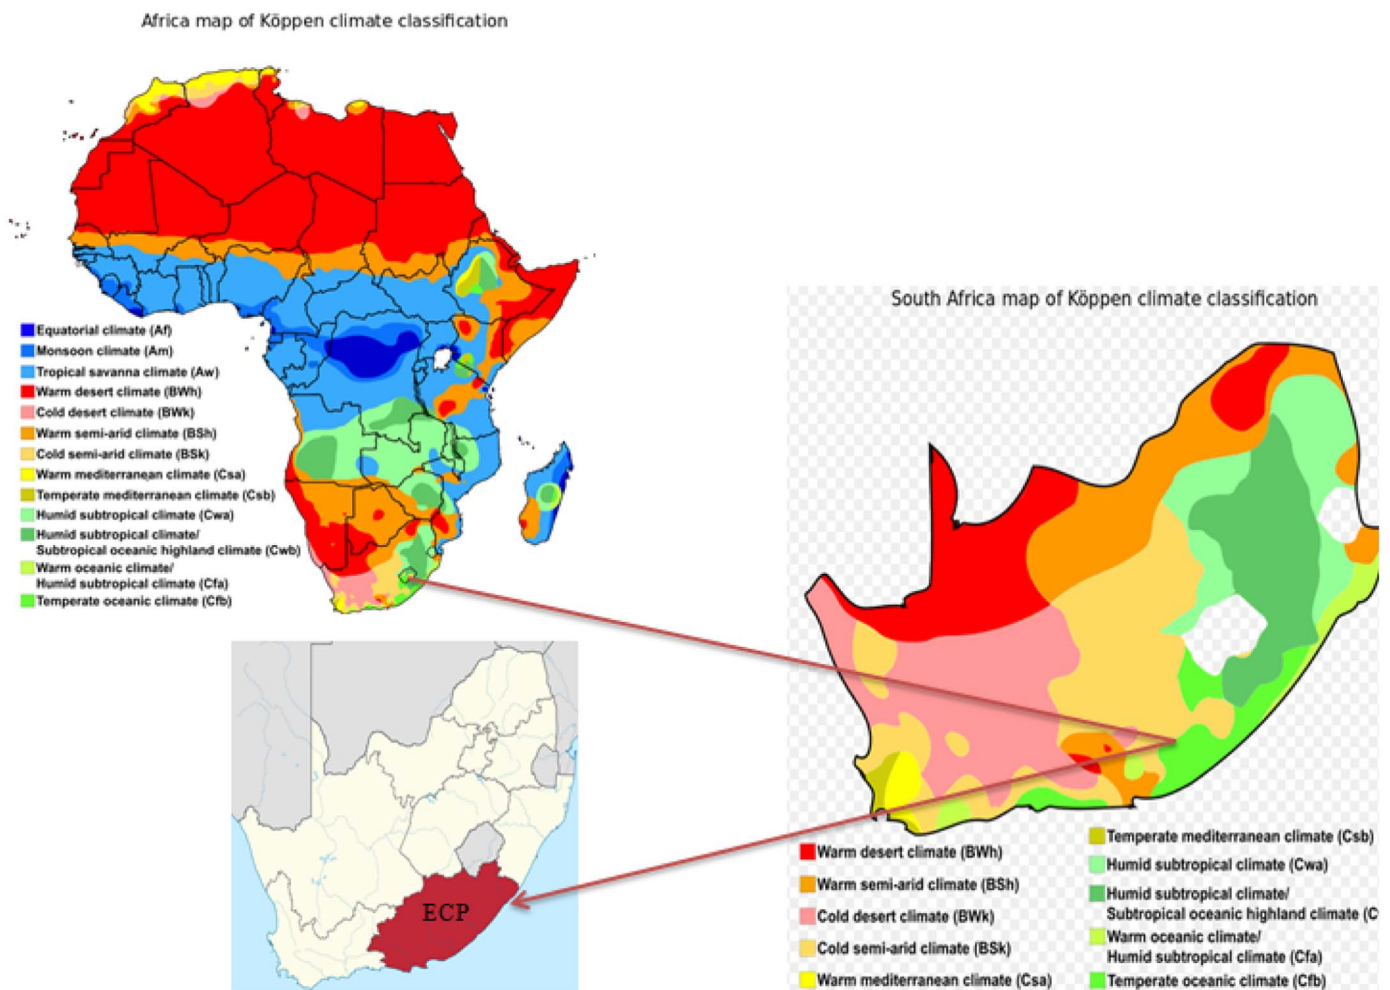 Africa map of Köppen climate classification
Equatorial climate (Af)
Monsoon climate (Am)
Tropical savanna climate (Aw)
Warm desert climate (BWh)
Cold desert climate (BWk)
Warm semi-arid climate (BSh)
Cold semi-arid climate (BSk)
Warm mediterranean climate (Csa)
Temperate mediterranean climate (Csb)
Humid subtropical climate (Cwa)
Humid subtropical climate/
Subtropical oceanic highland climate (Cwb)
Warm oceanic climate/
Humid subtropical climate (Cfa)
Temperate oceanic climate (Cfb)
South Africa map of Köppen climate classification
Warm desert climate (BWh)
Warm semi-arid climate (BSh)
Cold desert climate (BWk)
Cold semi-arid climate (BSk)
Warm mediterranean climate (Csa)
Temperate mediterranean climate (Csb)
Humid subtropical climate (Cwa)
Humid subtropical climate/
Subtropical oceanic highland climate (C
Warm oceanic climate/
Humid subtropical climate (Cfa)
Temperate oceanic climate (Cfb)
ECP